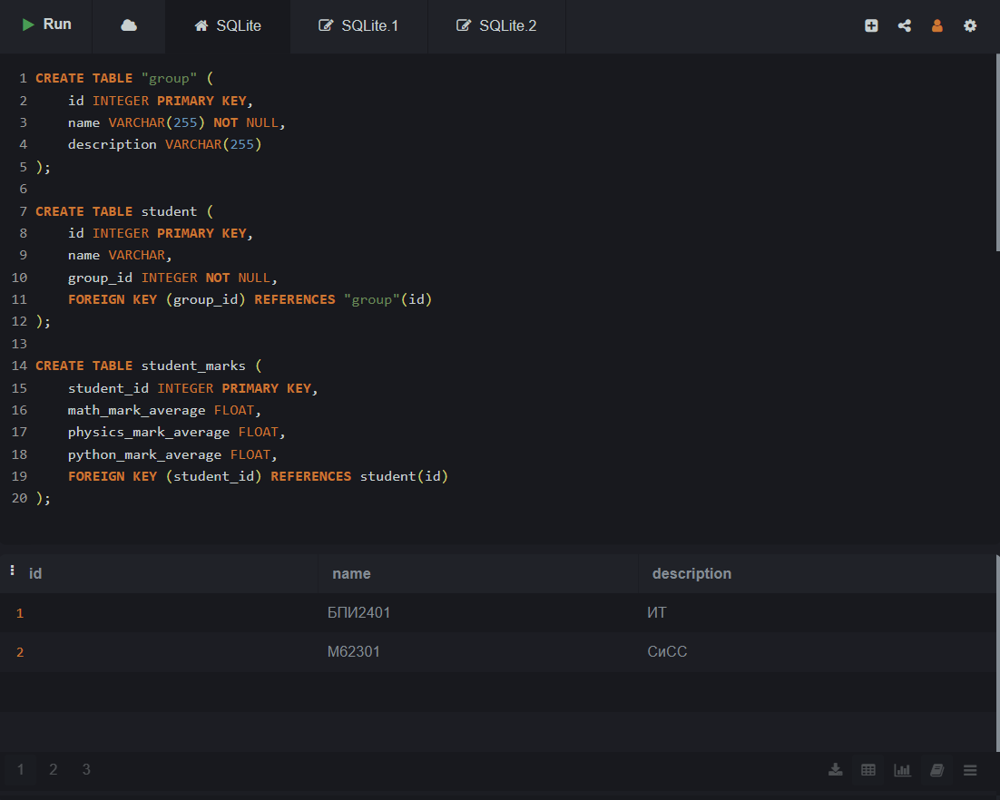 Run SQLite SQLite.1 SQLite.2
1 CREATE TABLE "group" (
2     id INTEGER PRIMARY KEY,
3     name VARCHAR(255) NOT NULL,
4     description VARCHAR(255)
5 );
6
7 CREATE TABLE student (
8     id INTEGER PRIMARY KEY,
9     name VARCHAR,
10     group_id INTEGER NOT NULL,
11     FOREIGN KEY (group_id) REFERENCES "group"(id)
12 );
13
14 CREATE TABLE student_marks (
15     student_id INTEGER PRIMARY KEY,
16     math_mark_average FLOAT,
17     physics_mark_average FLOAT,
18     python_mark_average FLOAT,
19     FOREIGN KEY (student_id) REFERENCES student(id)
20 );
id name description
1 БПИ2401 ИТ
2 М62301 СиСС
1 2 3